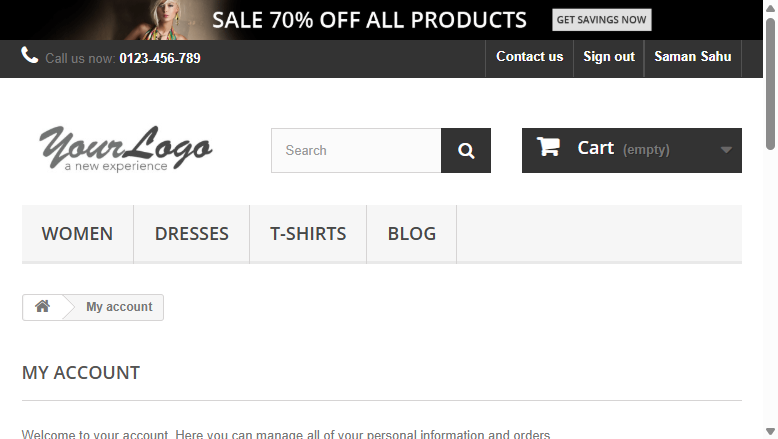 SALE 70% OFF ALL PRODUCTS GET SAVINGS NOW
Call us now: 0123-456-789 Contact us Sign out Saman Sahu
YourLogo
a new experience
Search Cart (empty)
WOMEN DRESSES T-SHIRTS BLOG
My account
MY ACCOUNT
Welcome to your account. Here you can manage all of your personal information and orders.